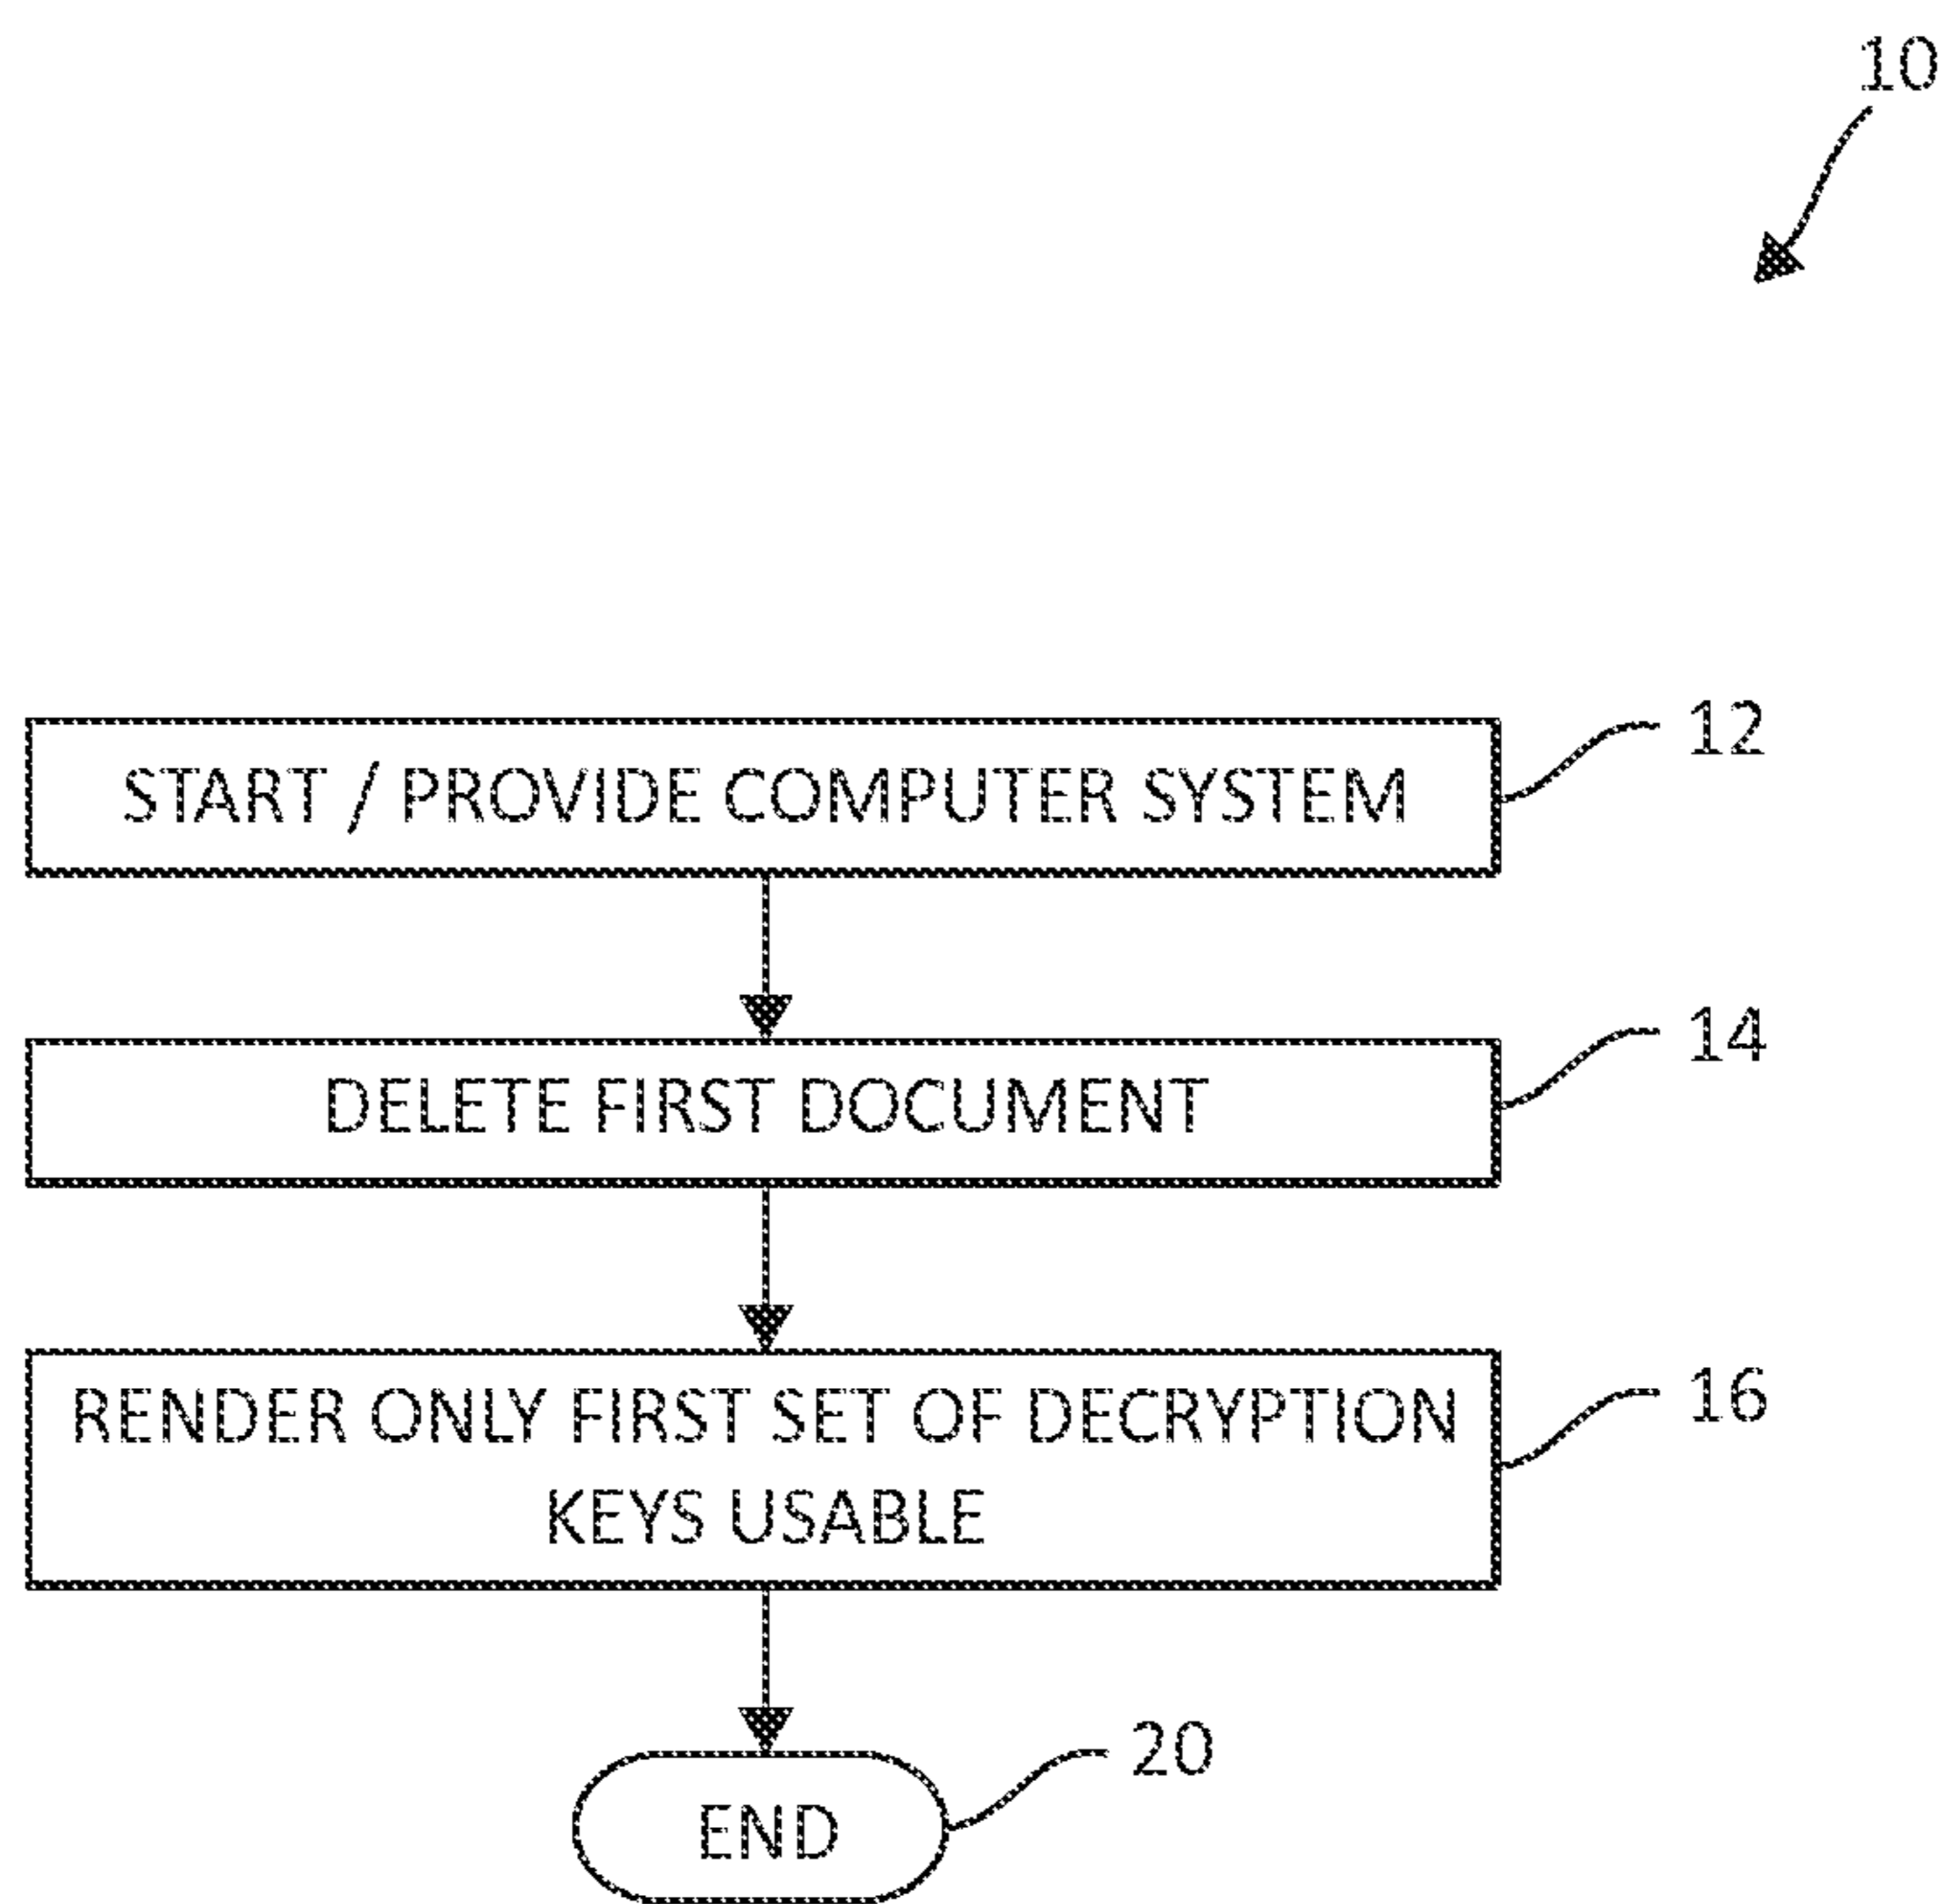 10
START / PROVIDE COMPUTER SYSTEM
12
DELETE FIRST DOCUMENT
14
RENDER ONLY FIRST SET OF DECRYPTION
KEYS USABLE
16
END
20